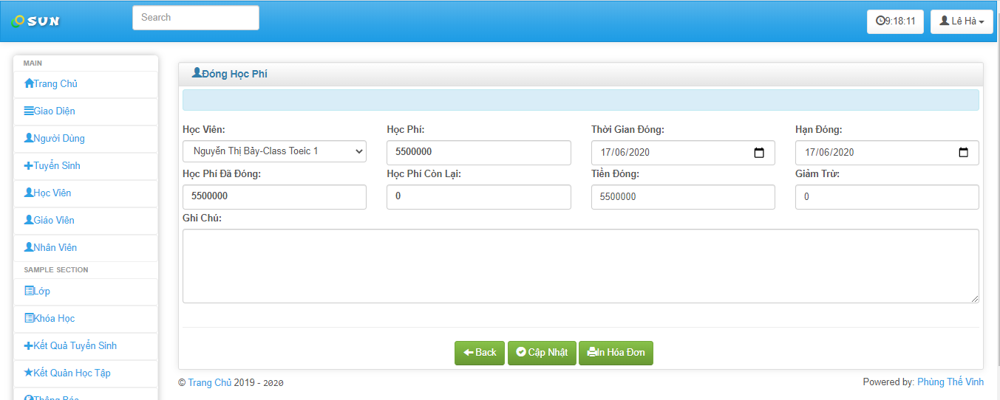 SUN
Search
9:18:11
Lê Hà
MAIN
Trang Chủ
Giao Diện
Người Dùng
Tuyển Sinh
Học Viên
Giáo Viên
Nhân Viên
SAMPLE SECTION
Lớp
Khóa Học
Kết Quả Tuyển Sinh
Kết Quản Học Tập
Thông Báo
Đóng Học Phí
Học Viên:
Học Phí:
Thời Gian Đóng:
Hạn Đóng:
Nguyễn Thị Bảy-Class Toeic 1
5500000
17/06/2020
17/06/2020
Học Phí Đã Đóng:
Học Phí Còn Lại:
Tiền Đóng:
Giảm Trừ:
5500000
0
5500000
0
Ghi Chú:
Back
Cập Nhật
In Hóa Đơn
© Trang Chủ 2019 - 2020
Powered by: Phùng Thế Vinh